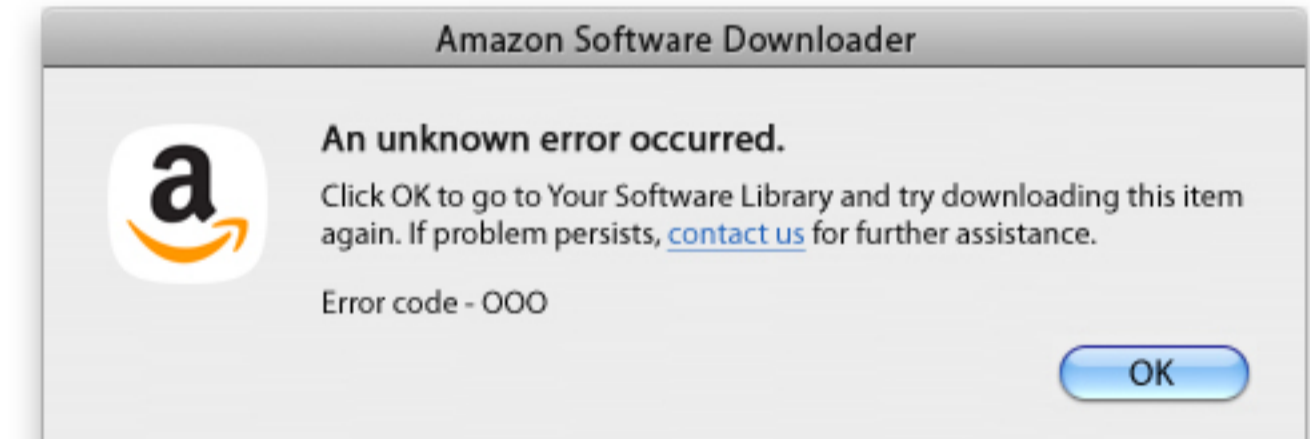 Amazon Software Downloader
a
An unknown error occurred.
Click OK to go to Your Software Library and try downloading this item
again. If problem persists, contact us for further assistance.
Error code - OOO
OK